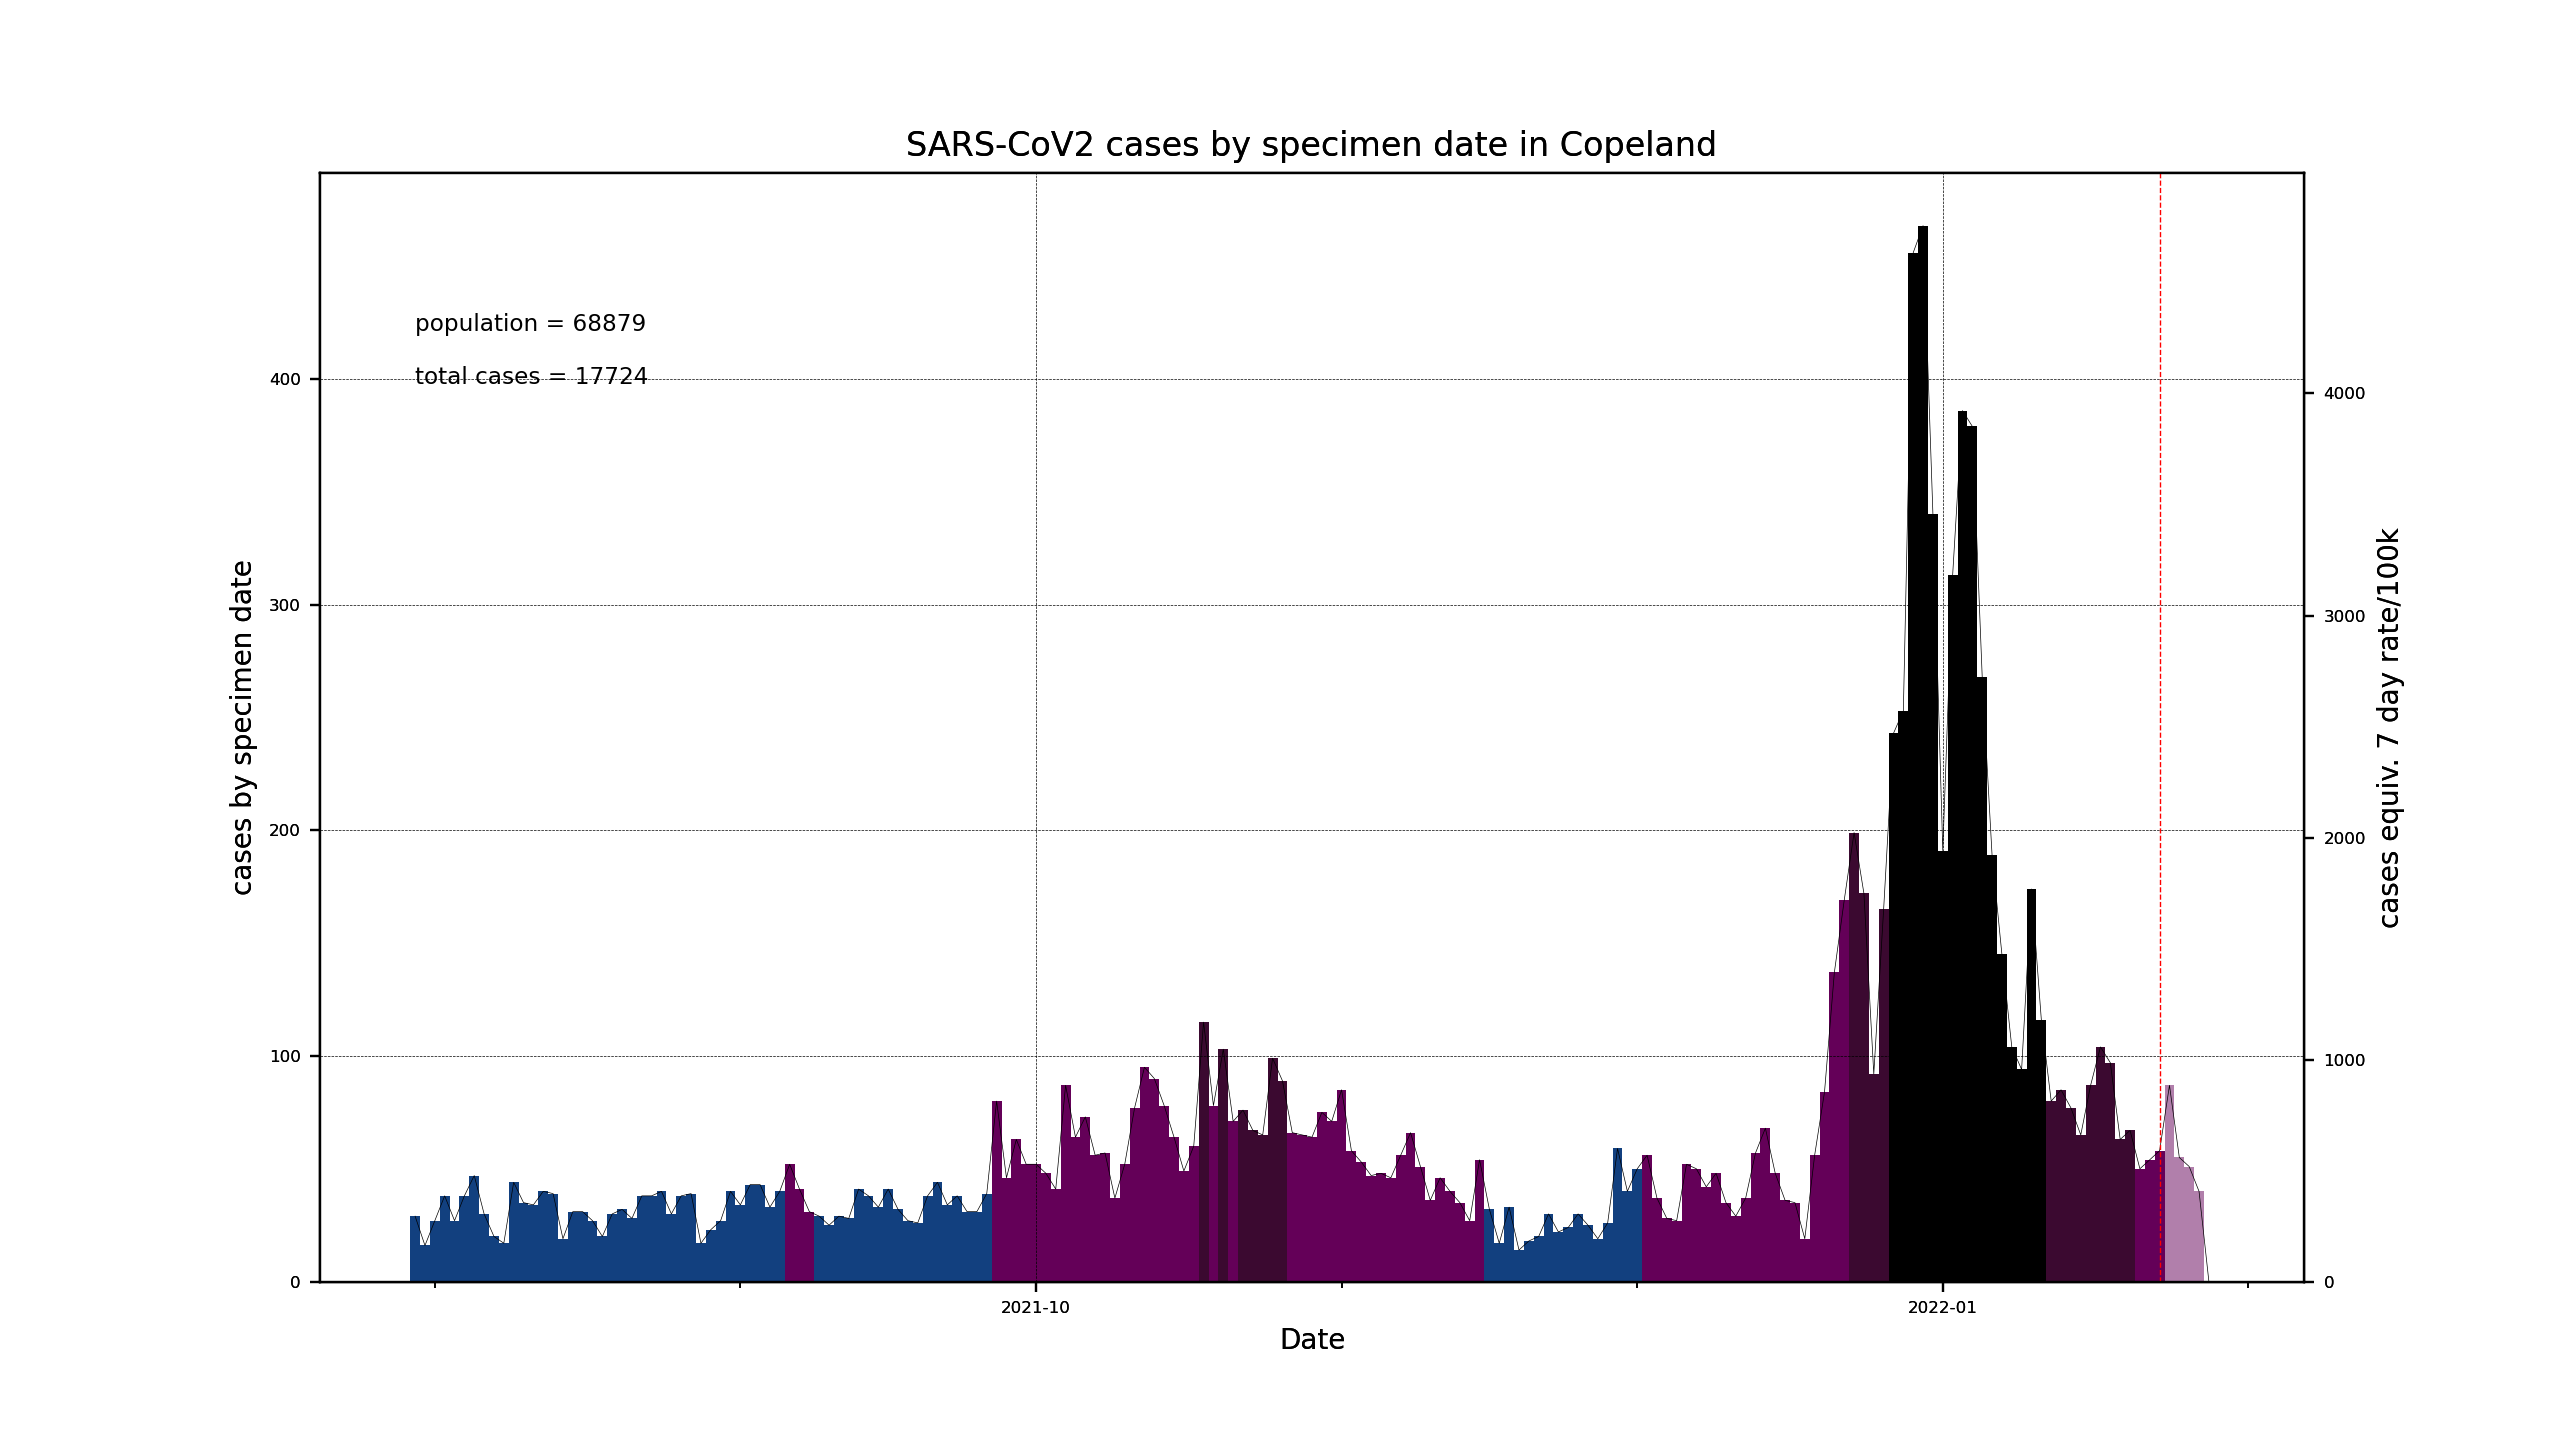 SARS-CoV2 cases by specimen date in Copeland
population = 68879
total cases = 17724
cases by specimen date
400
300
200
100
0
4000
3000
2000
1000
0
cases equiv. 7 day rate/100k
2021-10
2022-01
Date